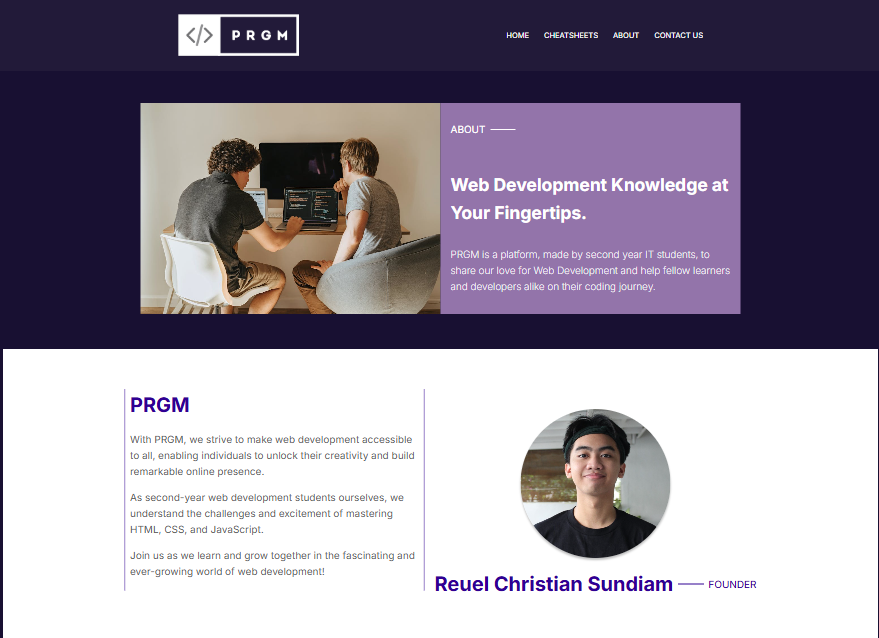 </> PRGM
HOME CHEATSHEETS ABOUT CONTACT US
ABOUT
Web Development Knowledge at
Your Fingertips.
PRGM is a platform, made by second year IT students, to
share our love for Web Development and help fellow learners
and developers alike on their coding journey.
PRGM
With PRGM, we strive to make web development accessible
to all, enabling individuals to unlock their creativity and build
remarkable online presence.
As second-year web development students ourselves, we
understand the challenges and excitement of mastering
HTML, CSS, and JavaScript.
Join us as we learn and grow together in the fascinating and
ever-growing world of web development!
Reuel Christian Sundiam FOUNDER